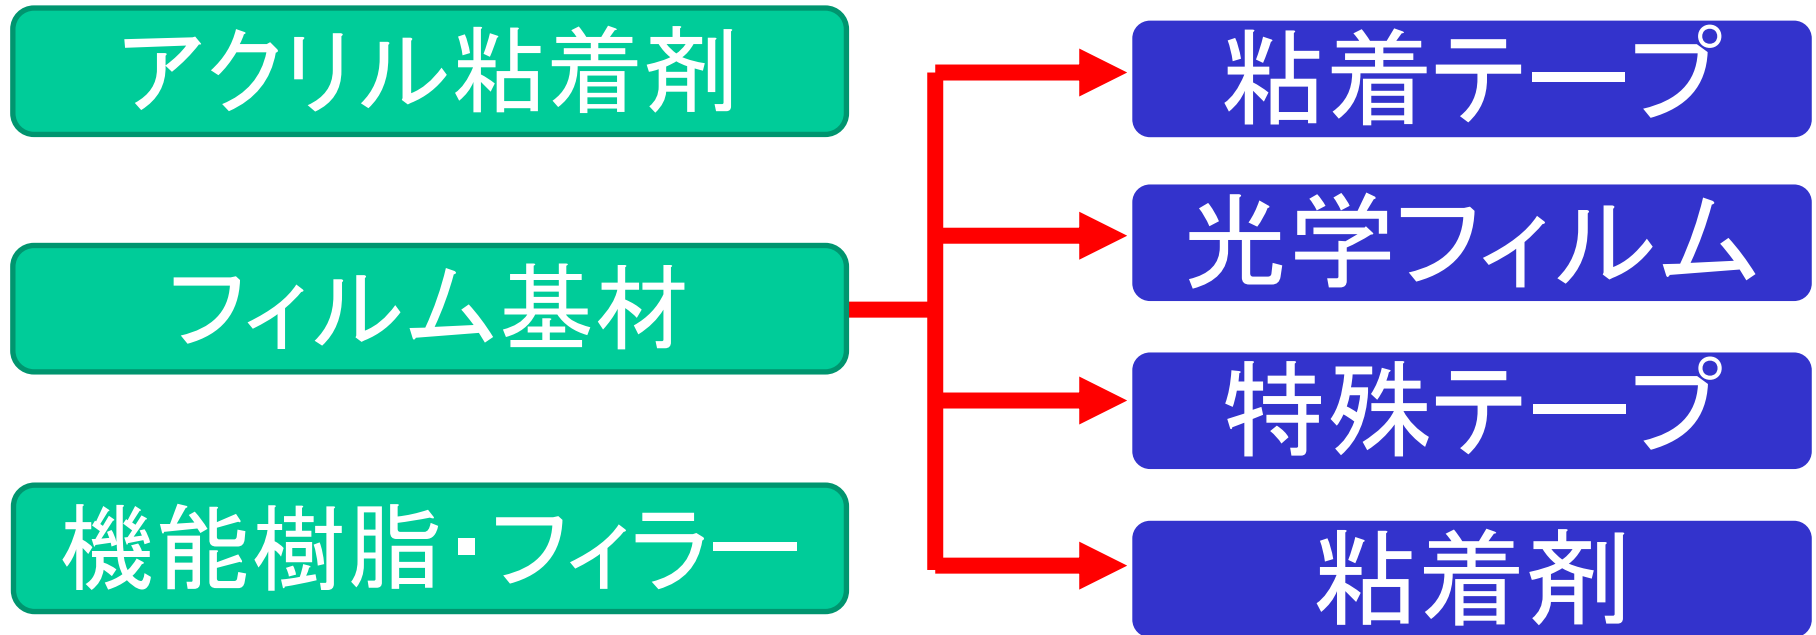 アクリル粘着剤
フィルム基材
機能樹脂・フィラー
粘着テープ
光学フィルム
特殊テープ
粘着剤